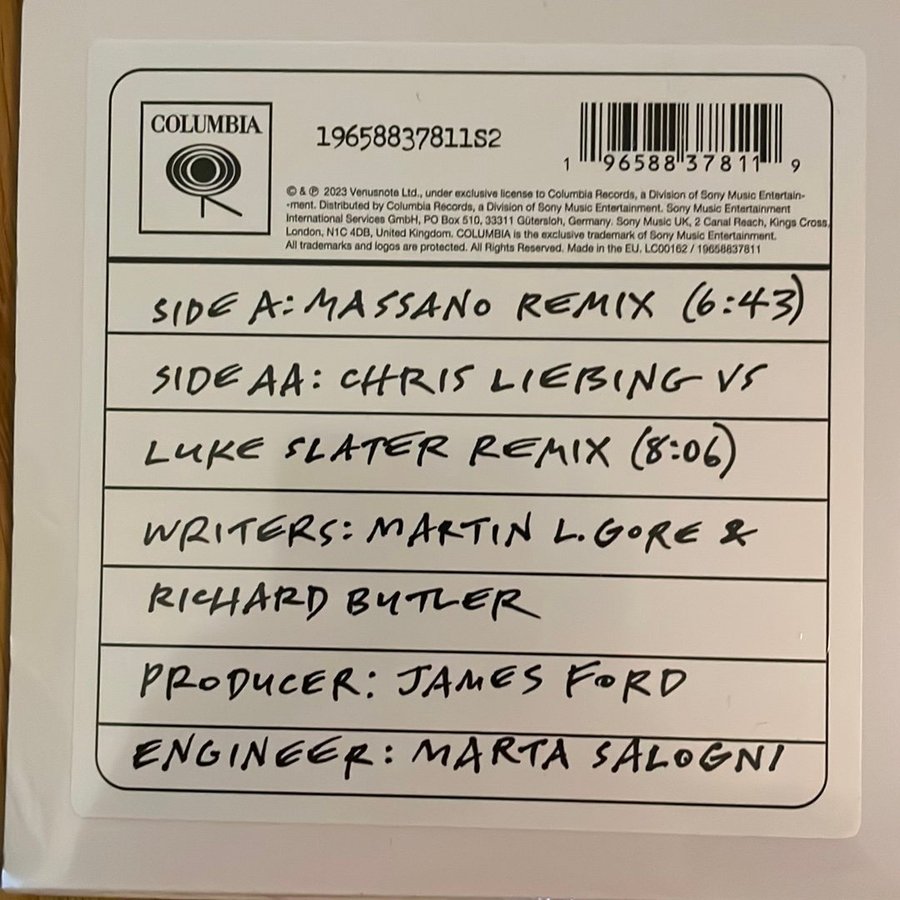 COLUMBIA
19658837811S2
1 96588 37811 9
© & ℗ 2023 Venusnote Ltd., under exclusive license to Columbia Records, a Division of Sony Music Entertain-
-ment. Distributed by Columbia Records, a Division of Sony Music Entertainment. Sony Music Entertainment
International Services GmbH, PO Box 510, 33311 Gütersloh, Germany. Sony Music UK, 2 Canal Reach, Kings Cross,
London, N1C 4DB, United Kingdom. COLUMBIA is the exclusive trademark of Sony Music Entertainment.
All trademarks and logos are protected. All Rights Reserved. Made in the EU. LC00162 / 19658837811
SIDE A: MASSANO REMIX (6:43)
SIDE AA: CHRIS LIEBING VS
LUKE SLATER REMIX (8:06)
WRITERS: MARTIN L. GORE &
RICHARD BUTLER
PRODUCER: JAMES FORD
ENGINEER: MARTA SALOGNI